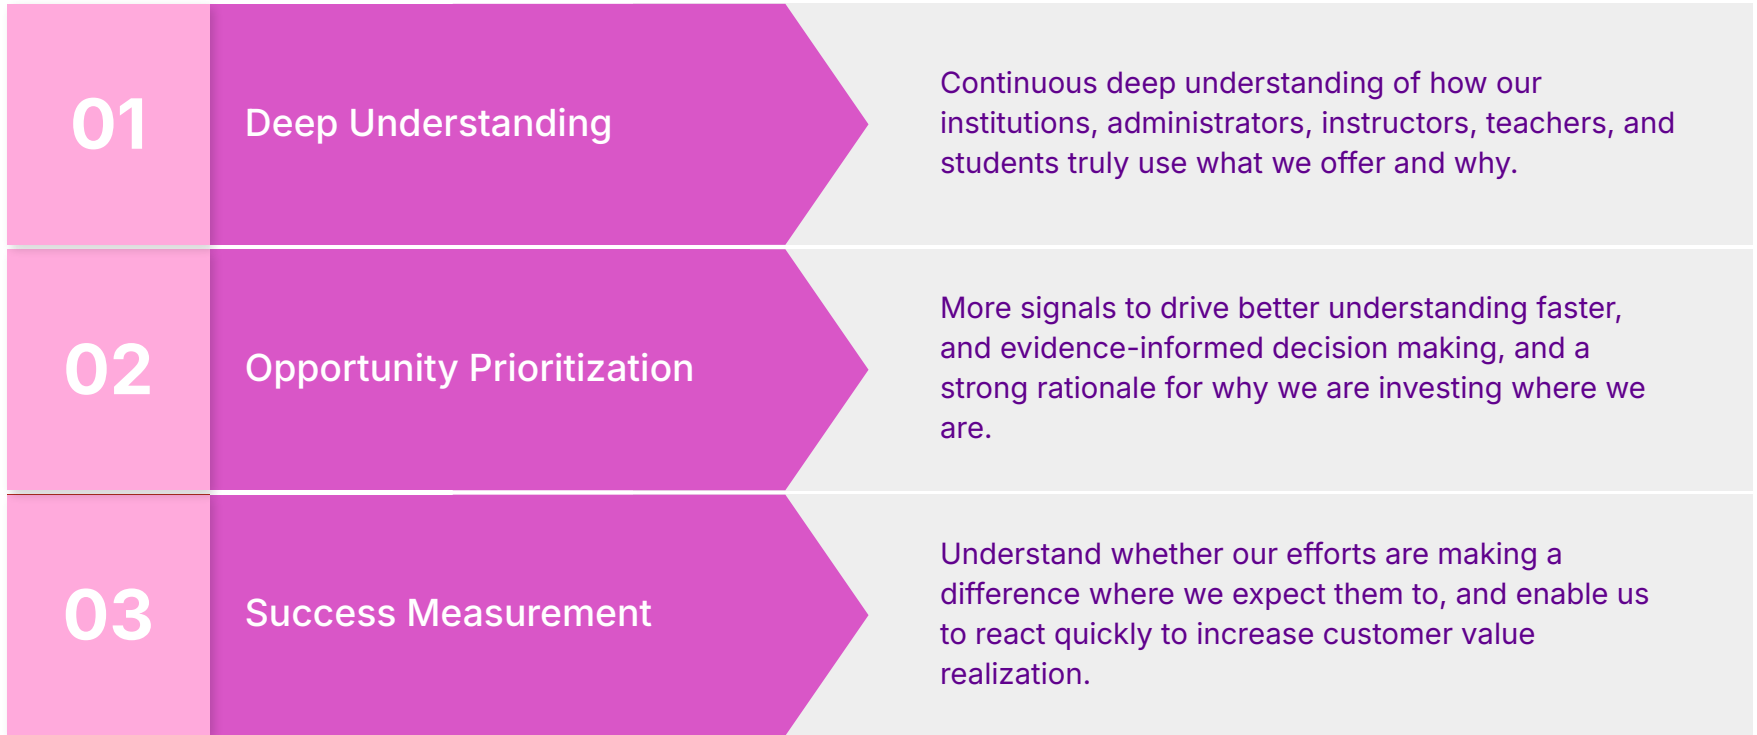 01
Deep Understanding
Continuous deep understanding of how our
institutions, administrators, instructors, teachers, and
students truly use what we offer and why.
02
Opportunity Prioritization
More signals to drive better understanding faster,
and evidence-informed decision making, and a
strong rationale for why we are investing where we
are.
03
Success Measurement
Understand whether our efforts are making a
difference where we expect them to, and enable us
to react quickly to increase customer value
realization.